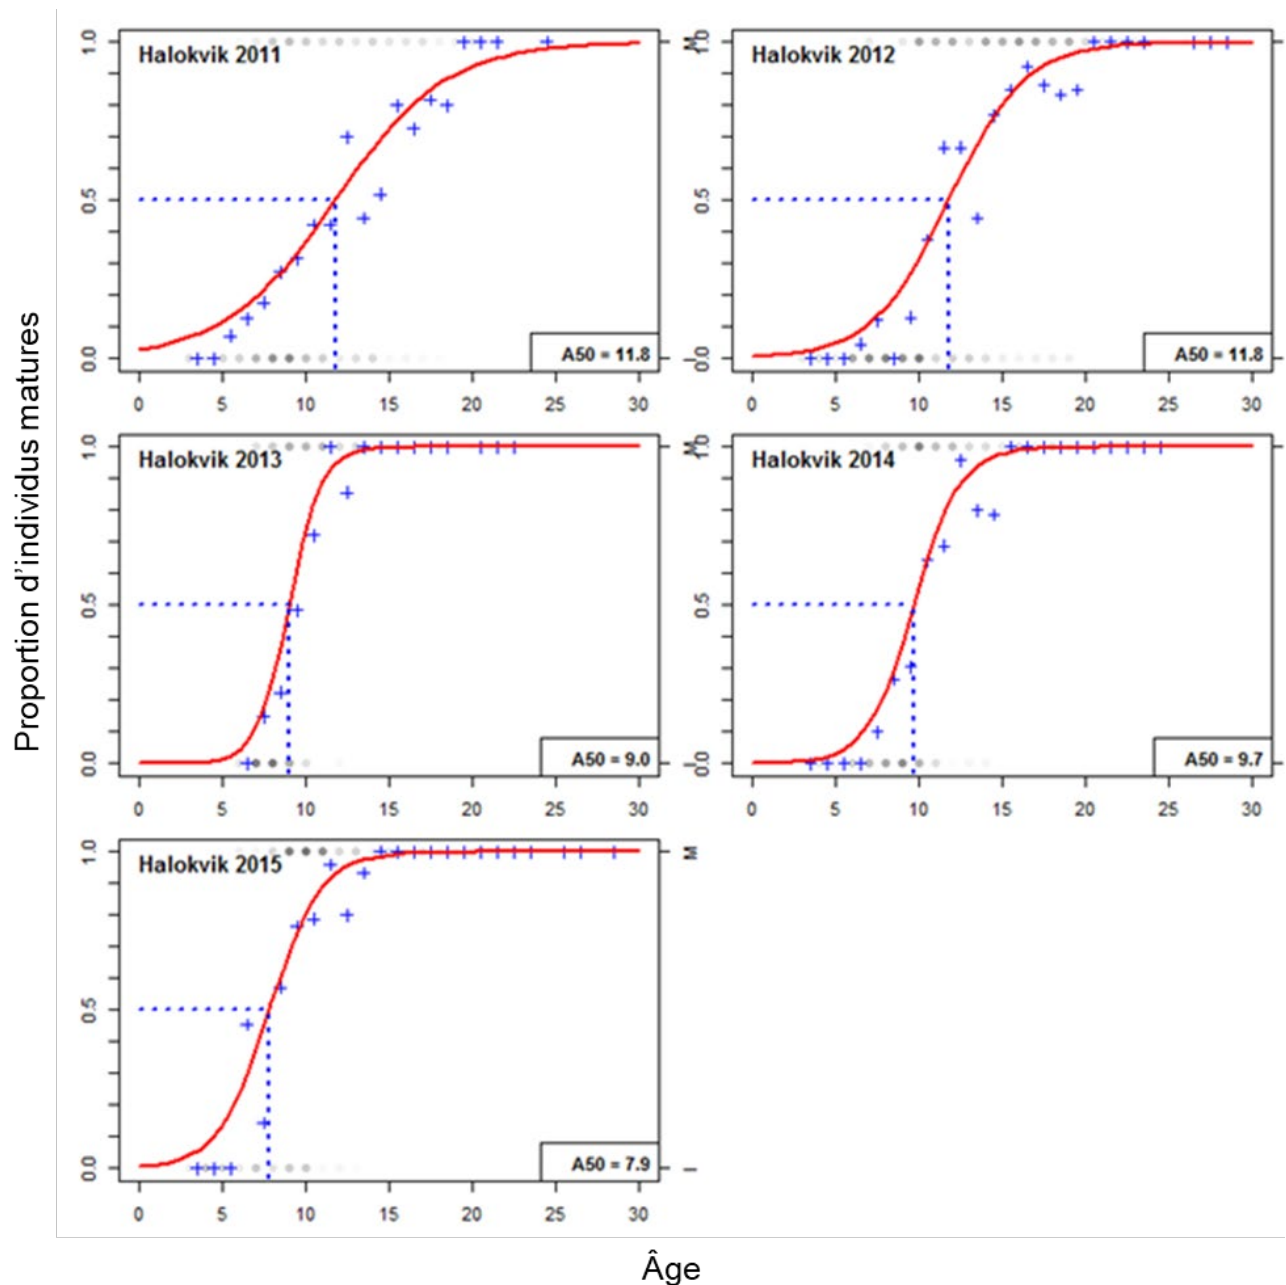 Proportion d'individus matures
Halokvik 2011
0.0 0.5 1.0
A50 = 11.8
0 5 10 15 20 25 30
I M
Halokvik 2012
0.0 0.5 1.0
A50 = 11.8
0 5 10 15 20 25 30
Halokvik 2013
0.0 0.5 1.0
A50 = 9.0
0 5 10 15 20 25 30
I M
Halokvik 2014
0.0 0.5 1.0
A50 = 9.7
0 5 10 15 20 25 30
Halokvik 2015
0.0 0.5 1.0
A50 = 7.9
0 5 10 15 20 25 30
I M
Âge